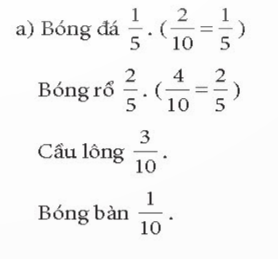 a) Bóng đá 1/5 . ( 2/10 = 1/5 )
Bóng rổ 2/5 . ( 4/10 = 2/5 )
Cầu lông 3/10 .
Bóng bàn 1/10 .